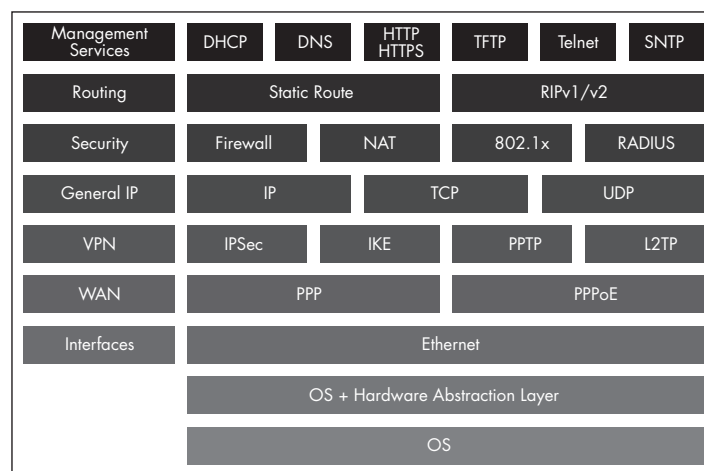 Management
Services
DHCP
DNS
HTTP
HTTPS
TFTP
Telnet
SNTP
Routing
Static Route
RIPv1/v2
Security
Firewall
NAT
802.1x
RADIUS
General IP
IP
TCP
UDP
VPN
IPSec
IKE
PPTP
L2TP
WAN
PPP
PPPoE
Interfaces
Ethernet
OS + Hardware Abstraction Layer
OS